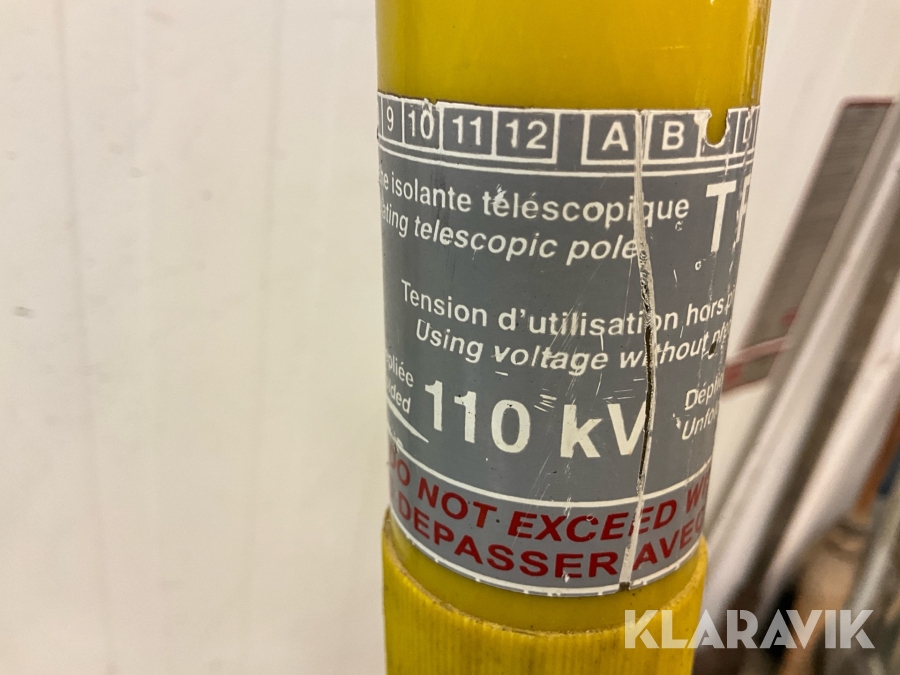 9 10 11 12 A B D
isolante télescopique
telescopic pole
Tension d'utilisation hors
Using voltage without
110 kV
DO NOT EXCEED
DEPASSER AVEC
KLARAVIK